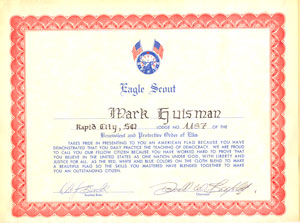 Eagle Scout
Mark Huisman
Rapid City, SD LODGE NO. 1187 OF THE
Benevolent and Protective Order of Elks
TAKES PRIDE IN PRESENTING TO YOU AN AMERICAN FLAG BECAUSE YOU HAVE
DEMONSTRATED THAT YOU DAILY PRACTICE THE TEACHING OF DEMOCRACY. WE ARE PROUD
TO CALL YOU OUR FELLOW CITIZEN BECAUSE YOU HAVE WORKED HARD TO PROVE THAT
YOU BELIEVE IN THE UNITED STATES AS ONE NATION UNDER GOD, WITH LIBERTY AND
JUSTICE FOR ALL. AS THE RED, WHITE AND BLUE COLORS ON THE CLOTH BLEND TO MAKE
A BEAUTIFUL FLAG SO THE SKILLS YOU MASTERED HAVE BLENDED TOGETHER TO MAKE
YOU AN OUTSTANDING CITIZEN.